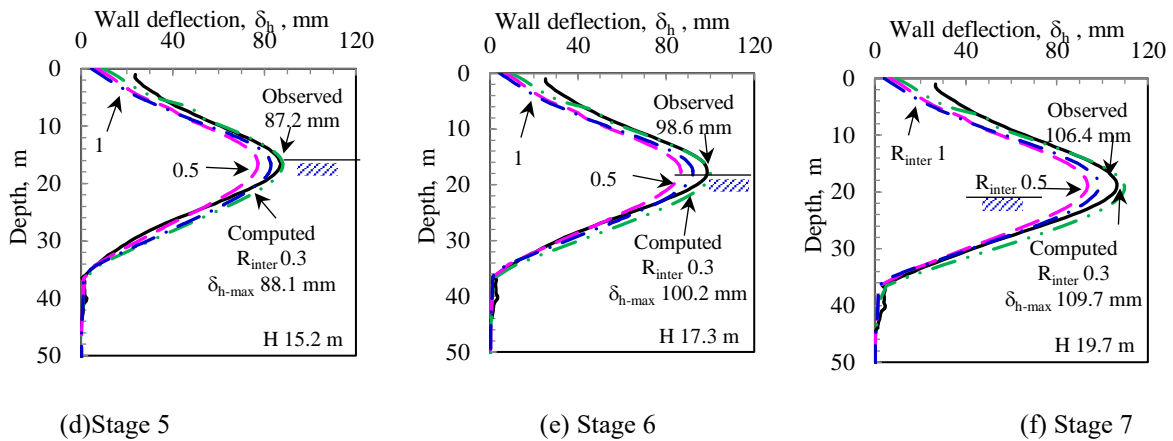 Wall deflection, δh , mm
0 40 80 120
0
10
20
30
40
50
Depth, m
Observed
87.2 mm
1
0.5
Computed
Rinter 0.3
δh-max 88.1 mm
H 15.2 m
(d)Stage 5
Wall deflection, δh , mm
0 40 80 120
0
10
20
30
40
50
Depth, m
Observed
98.6 mm
1
0.5
Computed
Rinter 0.3
δh-max 100.2 mm
H 17.3 m
(e) Stage 6
Wall deflection, δh , mm
0 40 80 120
0
10
20
30
40
50
Depth, m
Observed
106.4 mm
Rinter 1
Rinter 0.5
Computed
Rinter 0.3
δh-max 109.7 mm
H 19.7 m
(f) Stage 7